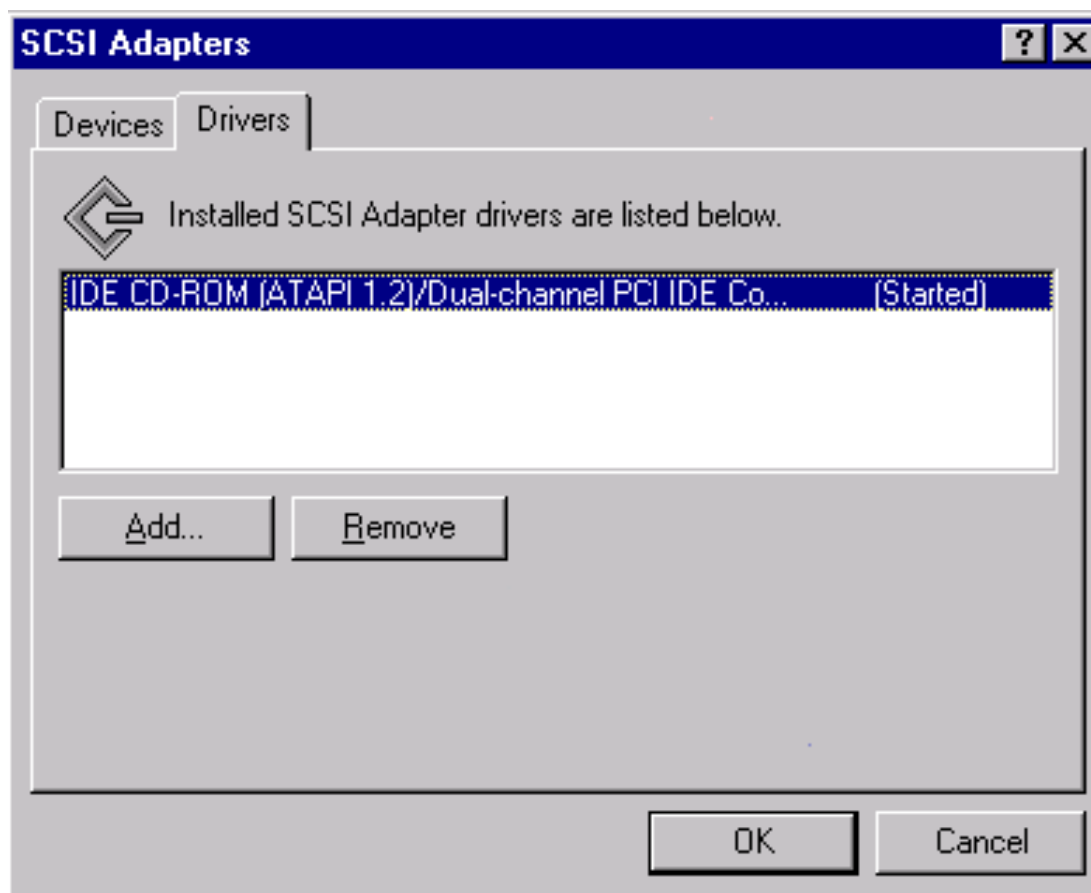 SCSI Adapters
Devices Drivers
Installed SCSI Adapter drivers are listed below.
IDE CD-ROM (ATAPI 1.2)/Dual-channel PCI IDE Co... (Started)
Add... Remove
OK Cancel